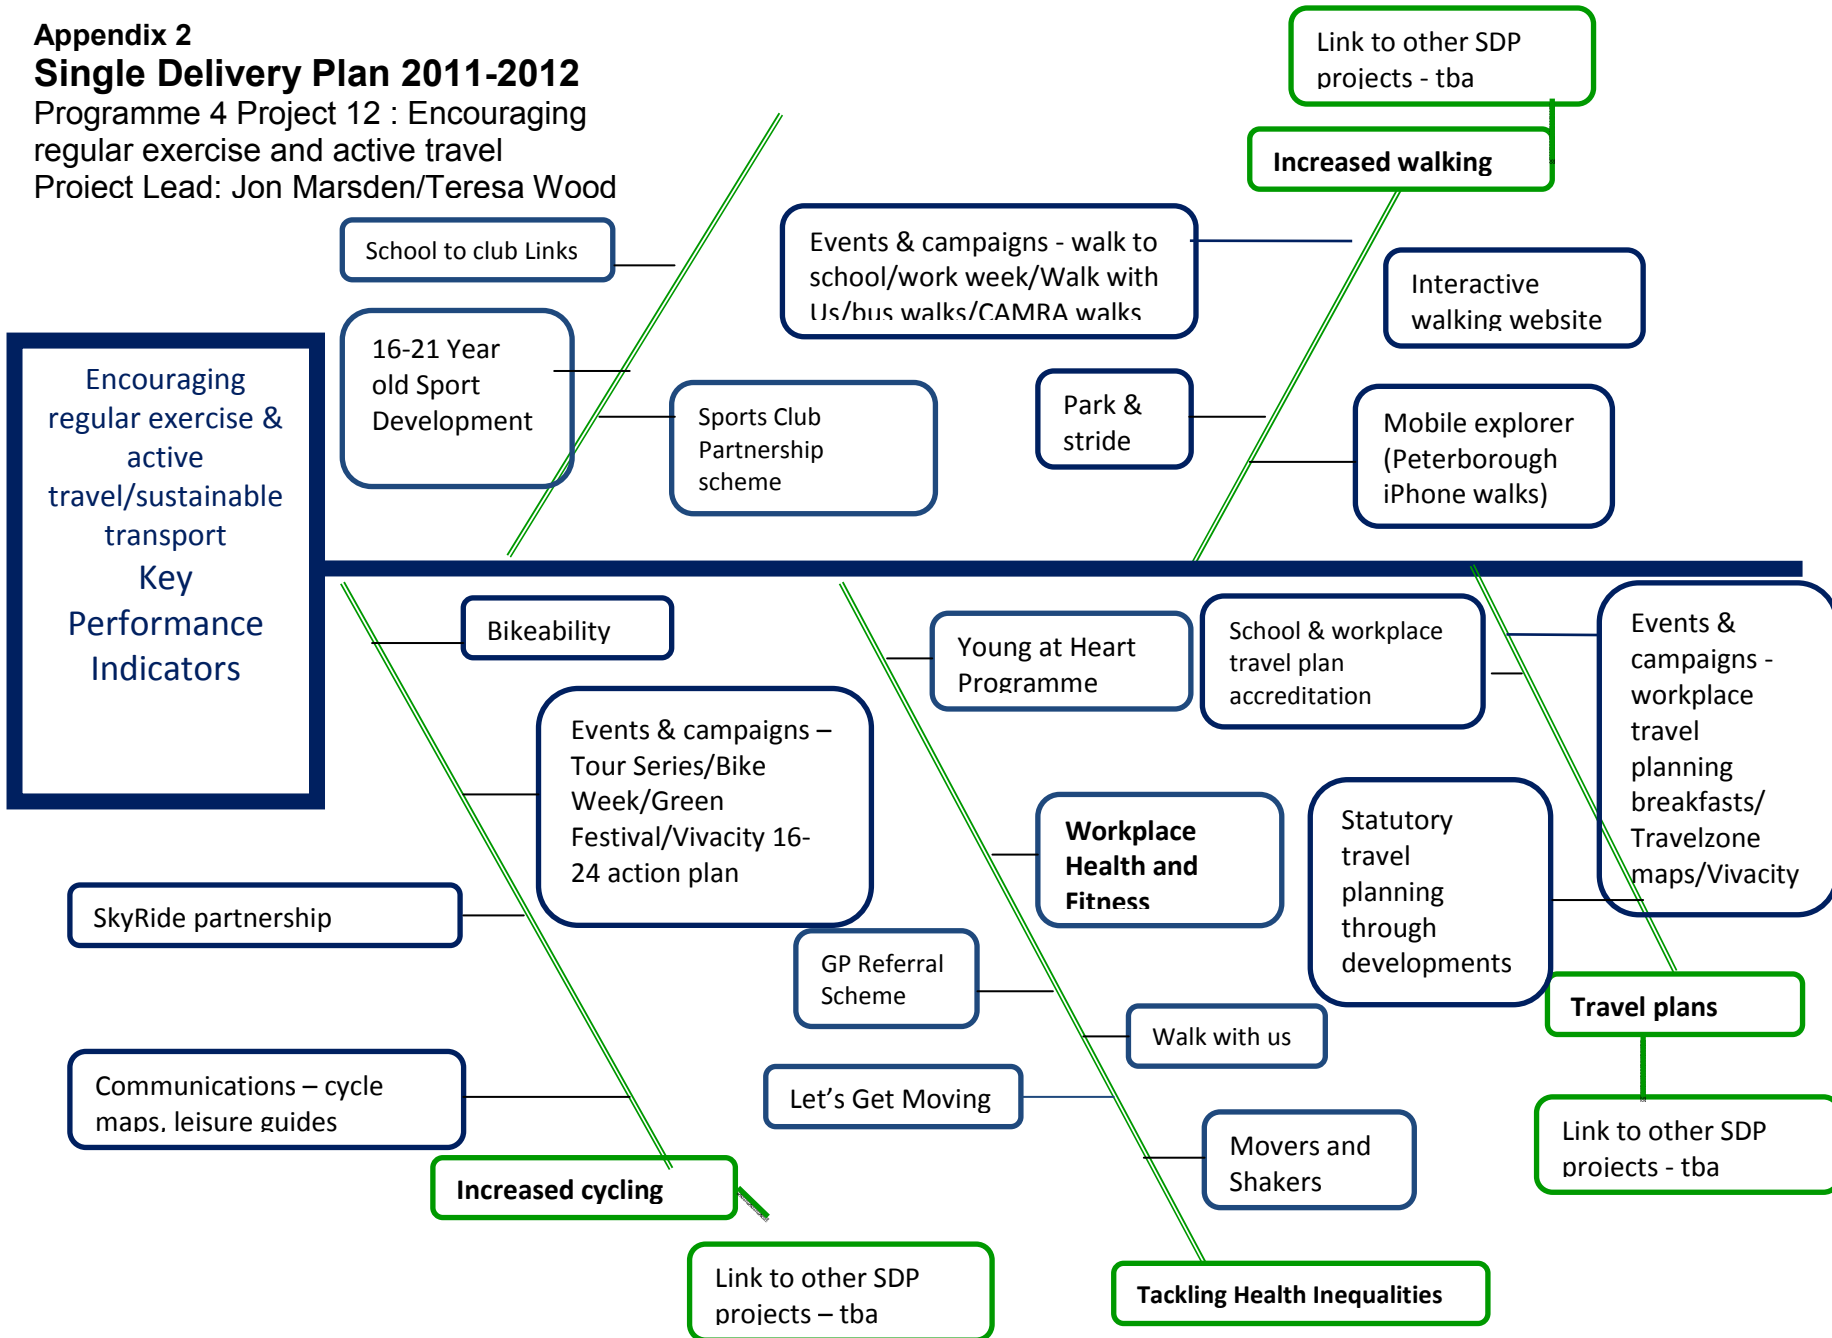 Appendix 2
Single Delivery Plan 2011-2012
Programme 4 Project 12 : Encouraging
regular exercise and active travel
Project Lead: Jon Marsden/Teresa Wood
Link to other SDP
projects - tba
Increased walking
School to club Links
Events & campaigns - walk to
school/work week/Walk with
Us/bus walks/CAMRA walks
Interactive
walking website
16-21 Year
old Sport
Development
Sports Club
Partnership
scheme
Park &
stride
Mobile explorer
(Peterborough
iPhone walks)
Encouraging
regular exercise &
active
travel/sustainable
transport
Key
Performance
Indicators
Bikeability
Events & campaigns –
Tour Series/Bike
Week/Green
Festival/Vivacity 16-
24 action plan
SkyRide partnership
Communications – cycle
maps, leisure guides
Increased cycling
Link to other SDP
projects – tba
Young at Heart
Programme
Workplace
Health and
Fitness
GP Referral
Scheme
Walk with us
Let's Get Moving
Movers and
Shakers
Tackling Health Inequalities
School & workplace
travel plan
accreditation
Events &
campaigns -
workplace
travel
planning
breakfasts/
Travelzone
maps/Vivacity
Statutory
travel
planning
through
developments
Travel plans
Link to other SDP
projects - tba